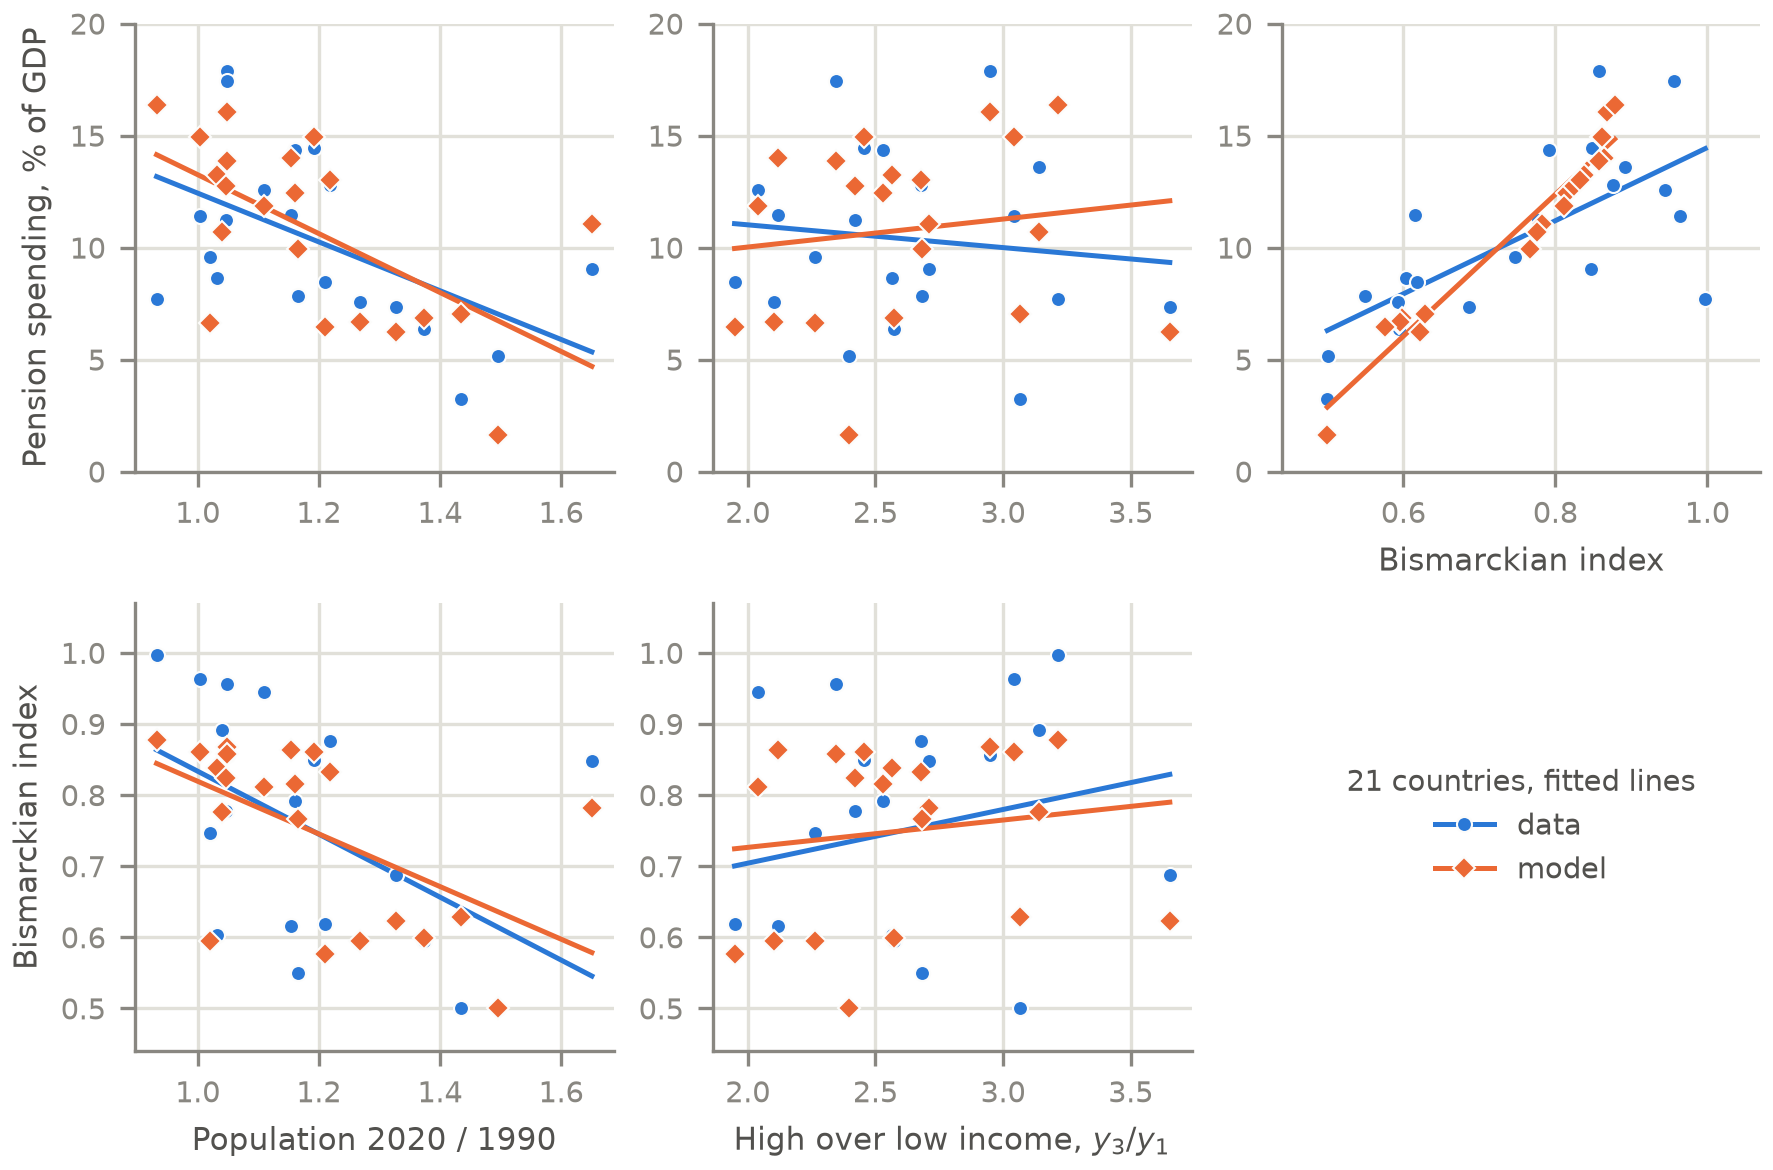 Pension spending, % of GDP
20
15
10
5
0
1.0 1.2 1.4 1.6
20
15
10
5
0
2.0 2.5 3.0 3.5
20
15
10
5
0
0.6 0.8 1.0
Bismarckian index
Bismarckian index
1.0
0.9
0.8
0.7
0.6
0.5
1.0 1.2 1.4 1.6
Population 2020 / 1990
1.0
0.9
0.8
0.7
0.6
0.5
2.0 2.5 3.0 3.5
High over low income, y₃/y₁
21 countries, fitted lines
data
model